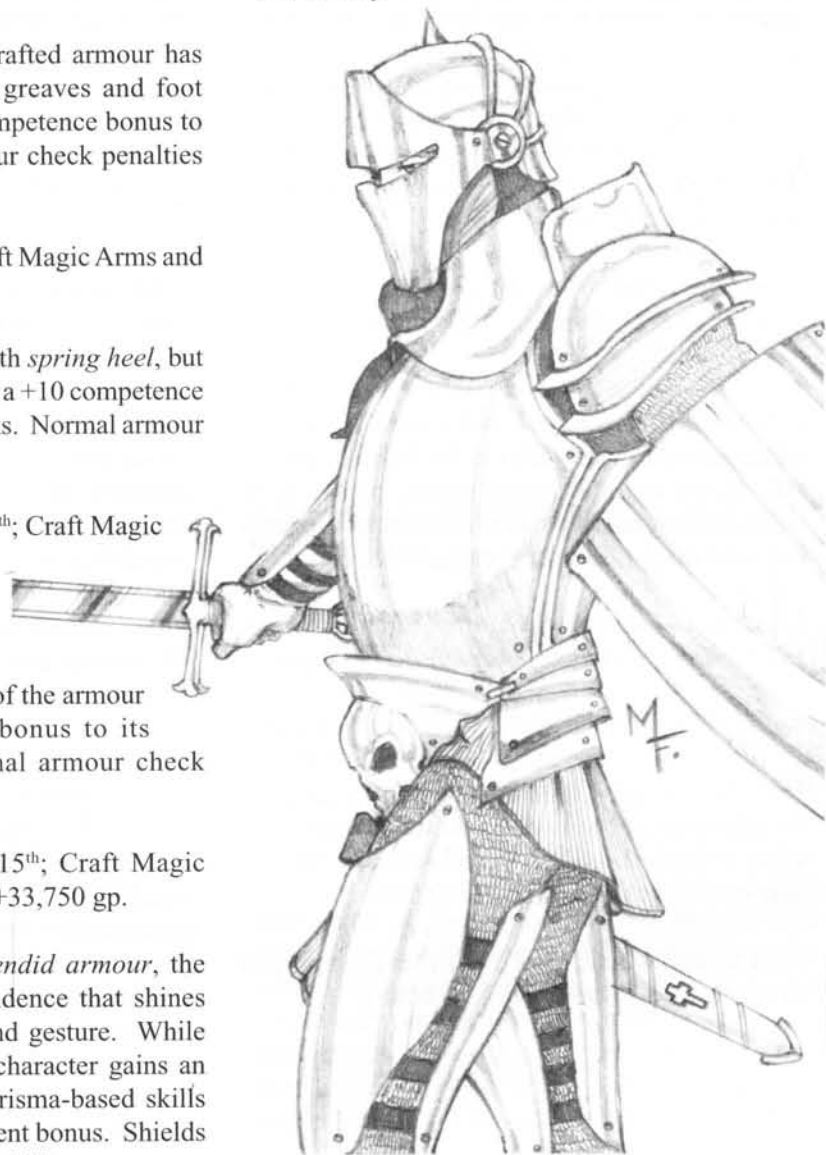 rafted armour has
greaves and foot
mpetence bonus to
ur check penalties
ft Magic Arms and
th spring heel, but
a +10 competence
s. Normal armour
th; Craft Magic
of the armour
bonus to its
nal armour check
15th; Craft Magic
+33,750 gp.
endid armour, the
idence that shines
nd gesture. While
character gains an
risma-based skills
ent bonus. Shields
MF.